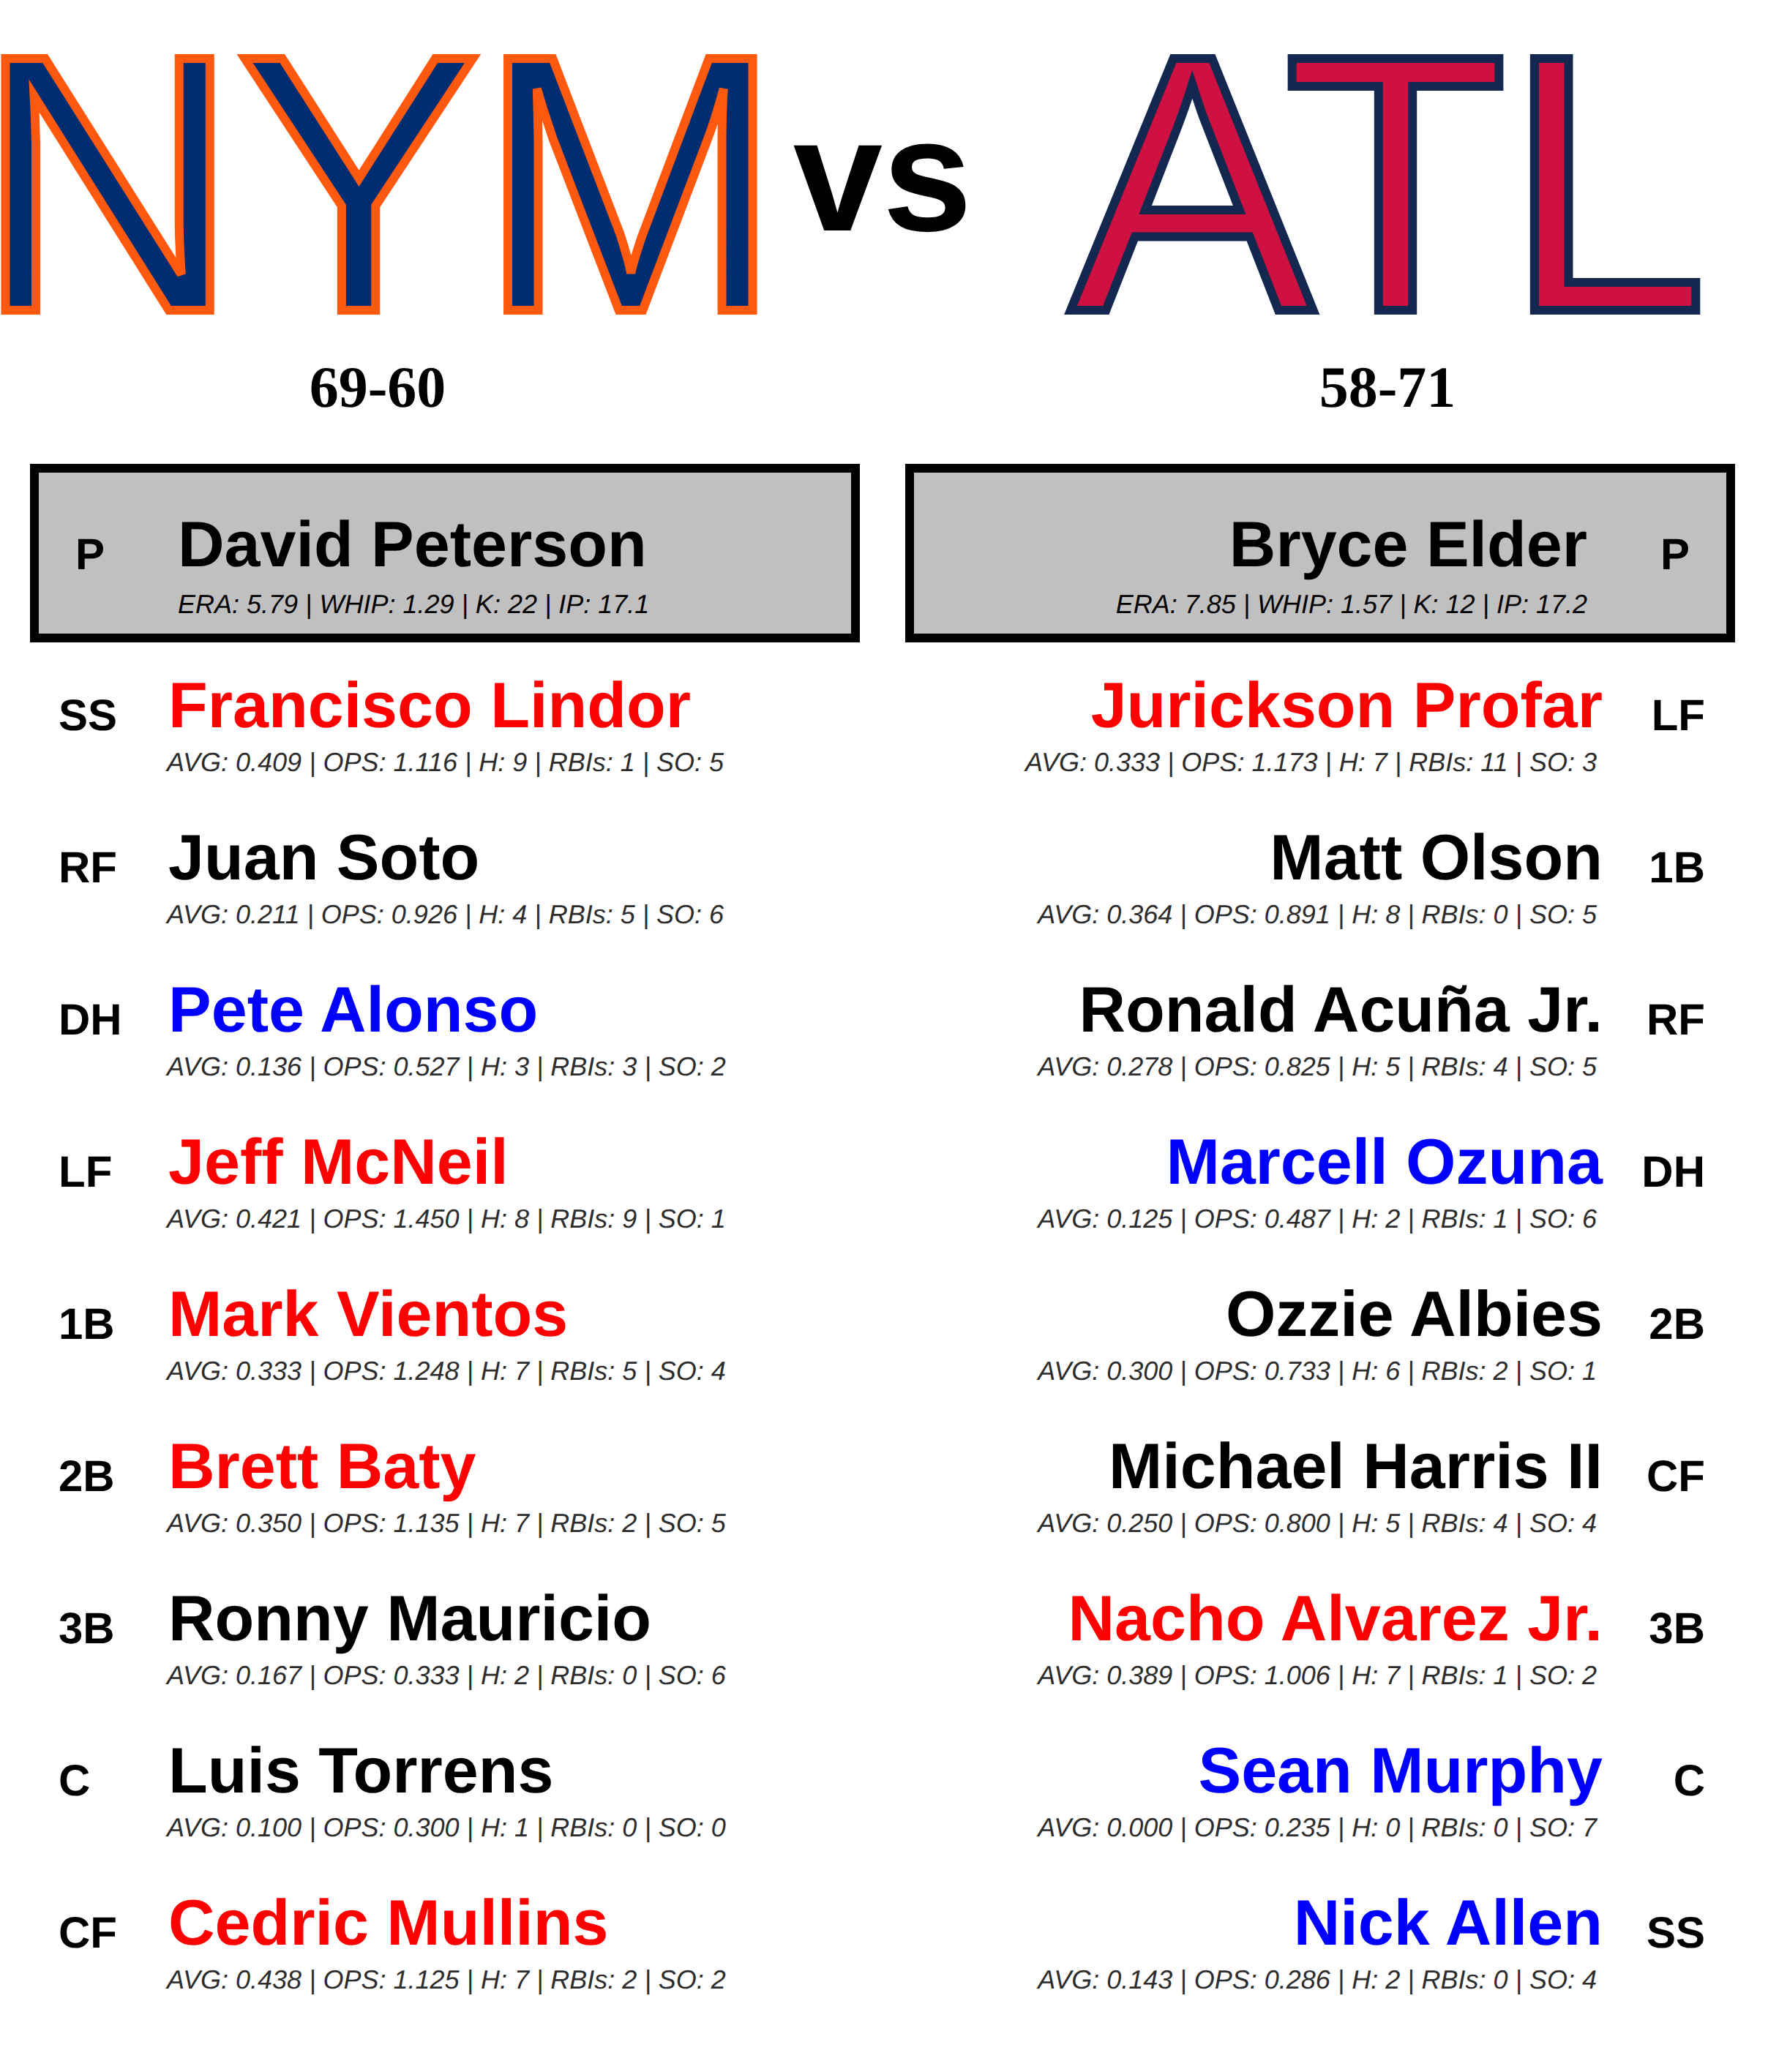 NYM vs ATL
69-60
58-71
P David Peterson
ERA: 5.79 | WHIP: 1.29 | K: 22 | IP: 17.1
Bryce Elder P
ERA: 7.85 | WHIP: 1.57 | K: 12 | IP: 17.2
SS Francisco Lindor
AVG: 0.409 | OPS: 1.116 | H: 9 | RBIs: 1 | SO: 5
RF Juan Soto
AVG: 0.211 | OPS: 0.926 | H: 4 | RBIs: 5 | SO: 6
DH Pete Alonso
AVG: 0.136 | OPS: 0.527 | H: 3 | RBIs: 3 | SO: 2
LF Jeff McNeil
AVG: 0.421 | OPS: 1.450 | H: 8 | RBIs: 9 | SO: 1
1B Mark Vientos
AVG: 0.333 | OPS: 1.248 | H: 7 | RBIs: 5 | SO: 4
2B Brett Baty
AVG: 0.350 | OPS: 1.135 | H: 7 | RBIs: 2 | SO: 5
3B Ronny Mauricio
AVG: 0.167 | OPS: 0.333 | H: 2 | RBIs: 0 | SO: 6
C Luis Torrens
AVG: 0.100 | OPS: 0.300 | H: 1 | RBIs: 0 | SO: 0
CF Cedric Mullins
AVG: 0.438 | OPS: 1.125 | H: 7 | RBIs: 2 | SO: 2
Jurickson Profar LF
AVG: 0.333 | OPS: 1.173 | H: 7 | RBIs: 11 | SO: 3
Matt Olson 1B
AVG: 0.364 | OPS: 0.891 | H: 8 | RBIs: 0 | SO: 5
Ronald Acuña Jr. RF
AVG: 0.278 | OPS: 0.825 | H: 5 | RBIs: 4 | SO: 5
Marcell Ozuna DH
AVG: 0.125 | OPS: 0.487 | H: 2 | RBIs: 1 | SO: 6
Ozzie Albies 2B
AVG: 0.300 | OPS: 0.733 | H: 6 | RBIs: 2 | SO: 1
Michael Harris II CF
AVG: 0.250 | OPS: 0.800 | H: 5 | RBIs: 4 | SO: 4
Nacho Alvarez Jr. 3B
AVG: 0.389 | OPS: 1.006 | H: 7 | RBIs: 1 | SO: 2
Sean Murphy C
AVG: 0.000 | OPS: 0.235 | H: 0 | RBIs: 0 | SO: 7
Nick Allen SS
AVG: 0.143 | OPS: 0.286 | H: 2 | RBIs: 0 | SO: 4